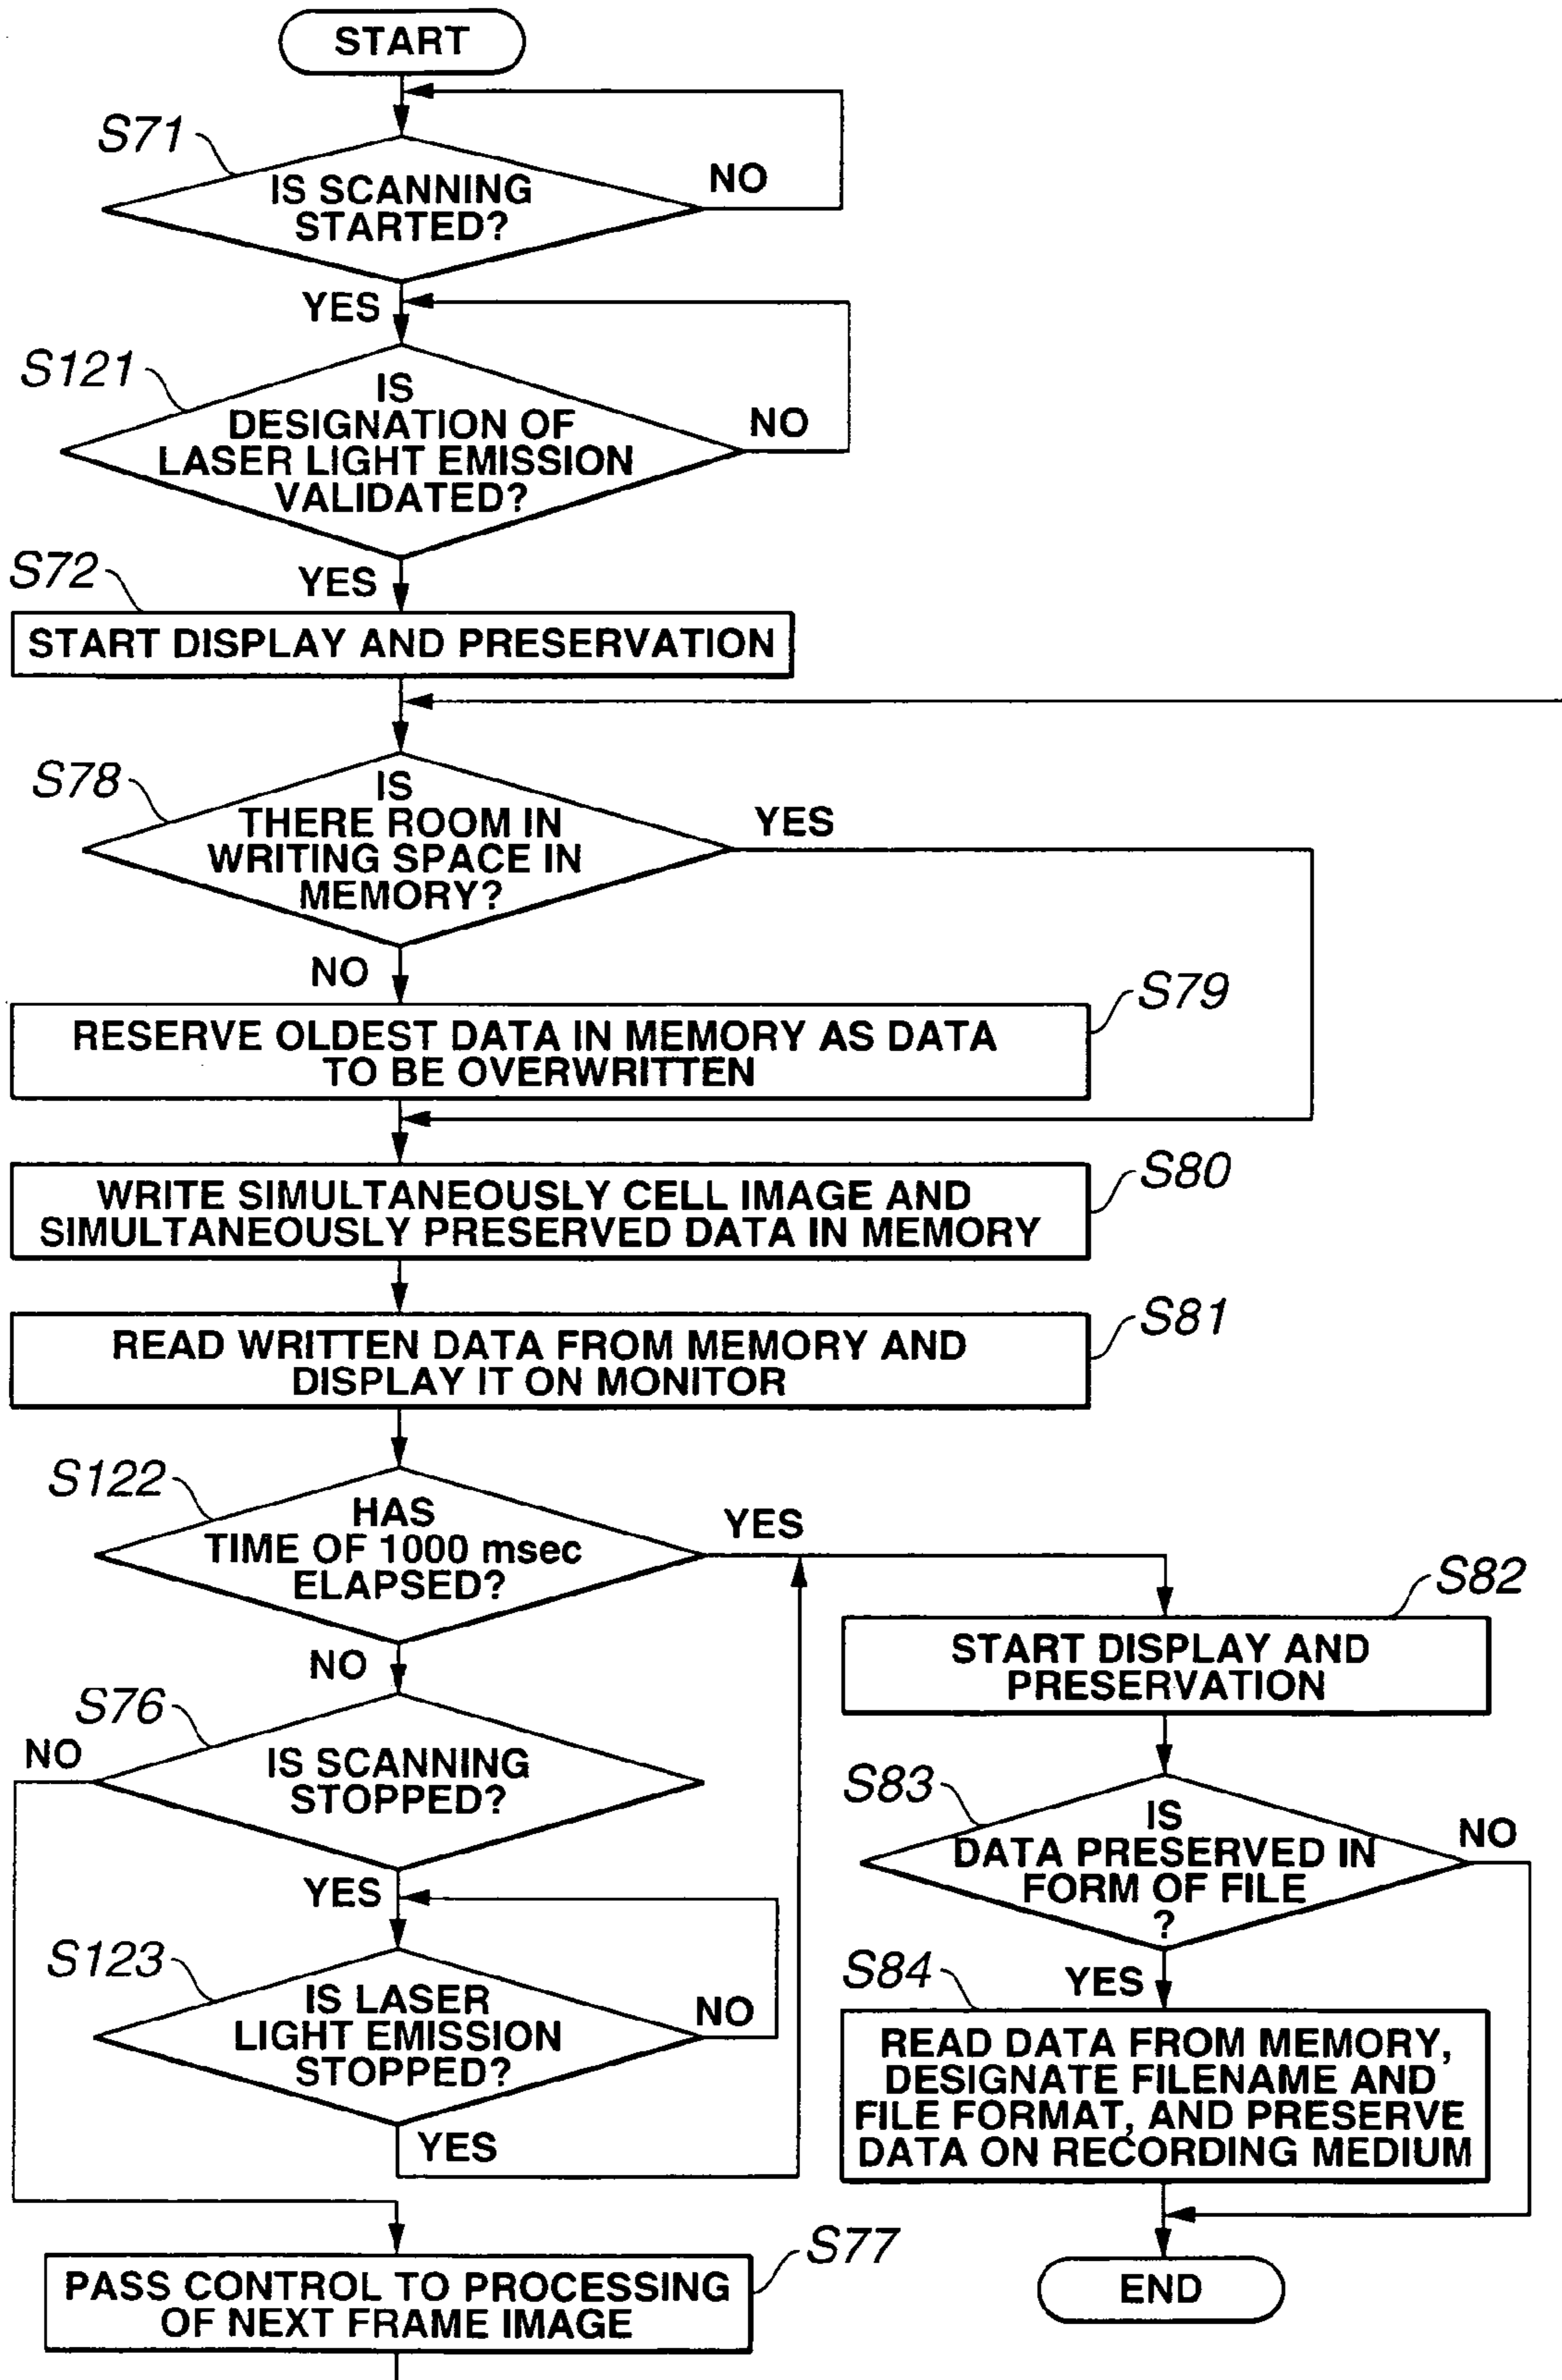 START
S71
IS SCANNING
STARTED?
NO
YES
S121
IS
DESIGNATION OF
LASER LIGHT EMISSION
VALIDATED?
NO
YES
S72
START DISPLAY AND PRESERVATION
S78
IS
THERE ROOM IN
WRITING SPACE IN
MEMORY?
YES
NO
S79
RESERVE OLDEST DATA IN MEMORY AS DATA
TO BE OVERWRITTEN
S80
WRITE SIMULTANEOUSLY CELL IMAGE AND
SIMULTANEOUSLY PRESERVED DATA IN MEMORY
S81
READ WRITTEN DATA FROM MEMORY AND
DISPLAY IT ON MONITOR
S122
HAS
TIME OF 1000 msec
ELAPSED?
YES
NO
S76
NO
IS SCANNING
STOPPED?
YES
S123
IS LASER
LIGHT EMISSION
STOPPED?
NO
YES
S77
PASS CONTROL TO PROCESSING
OF NEXT FRAME IMAGE
S82
START DISPLAY AND
PRESERVATION
S83
IS
DATA PRESERVED IN
FORM OF FILE
?
NO
YES
S84
READ DATA FROM MEMORY,
DESIGNATE FILENAME AND
FILE FORMAT, AND PRESERVE
DATA ON RECORDING MEDIUM
END